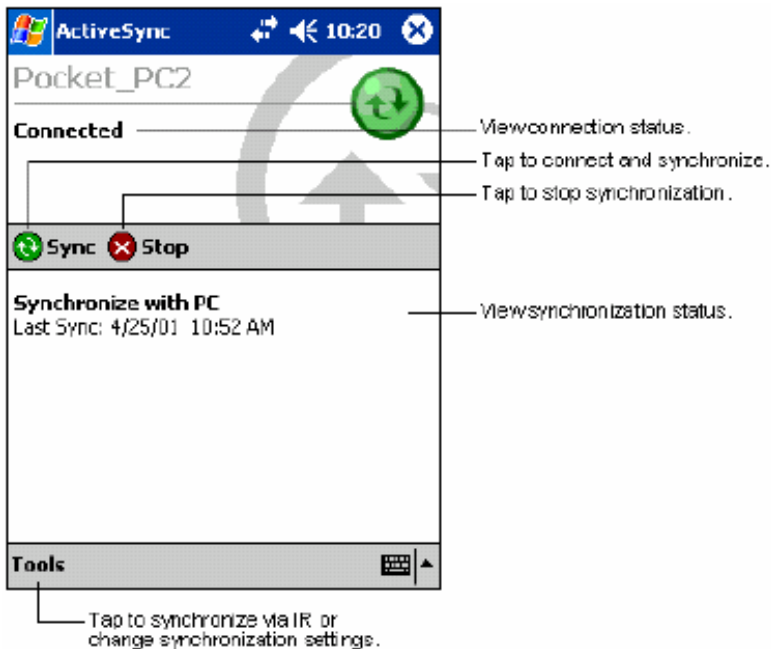 ActiveSync 10:20
Pocket_PC2
Connected
View connection status.
Tap to connect and synchronize.
Tap to stop synchronization.
Sync Stop
Synchronize with PC
Last Sync: 4/25/01 10:52 AM
View synchronization status.
Tools
Tap to synchronize via IR or
change synchronization settings.